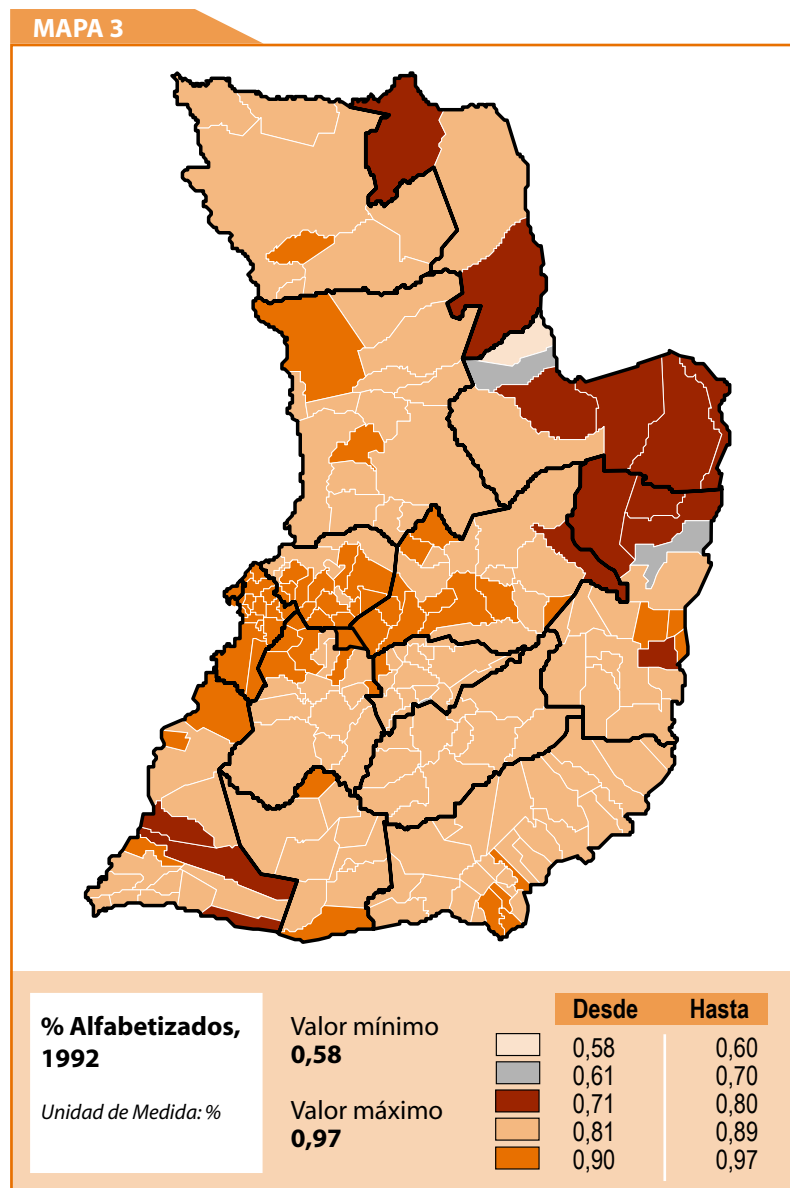 MAPA 3
% Alfabetizados,
1992
Unidad de Medida: %
Valor mínimo
0,58
Valor máximo
0,97
Desde Hasta
0,58 0,60
0,61 0,70
0,71 0,80
0,81 0,89
0,90 0,97